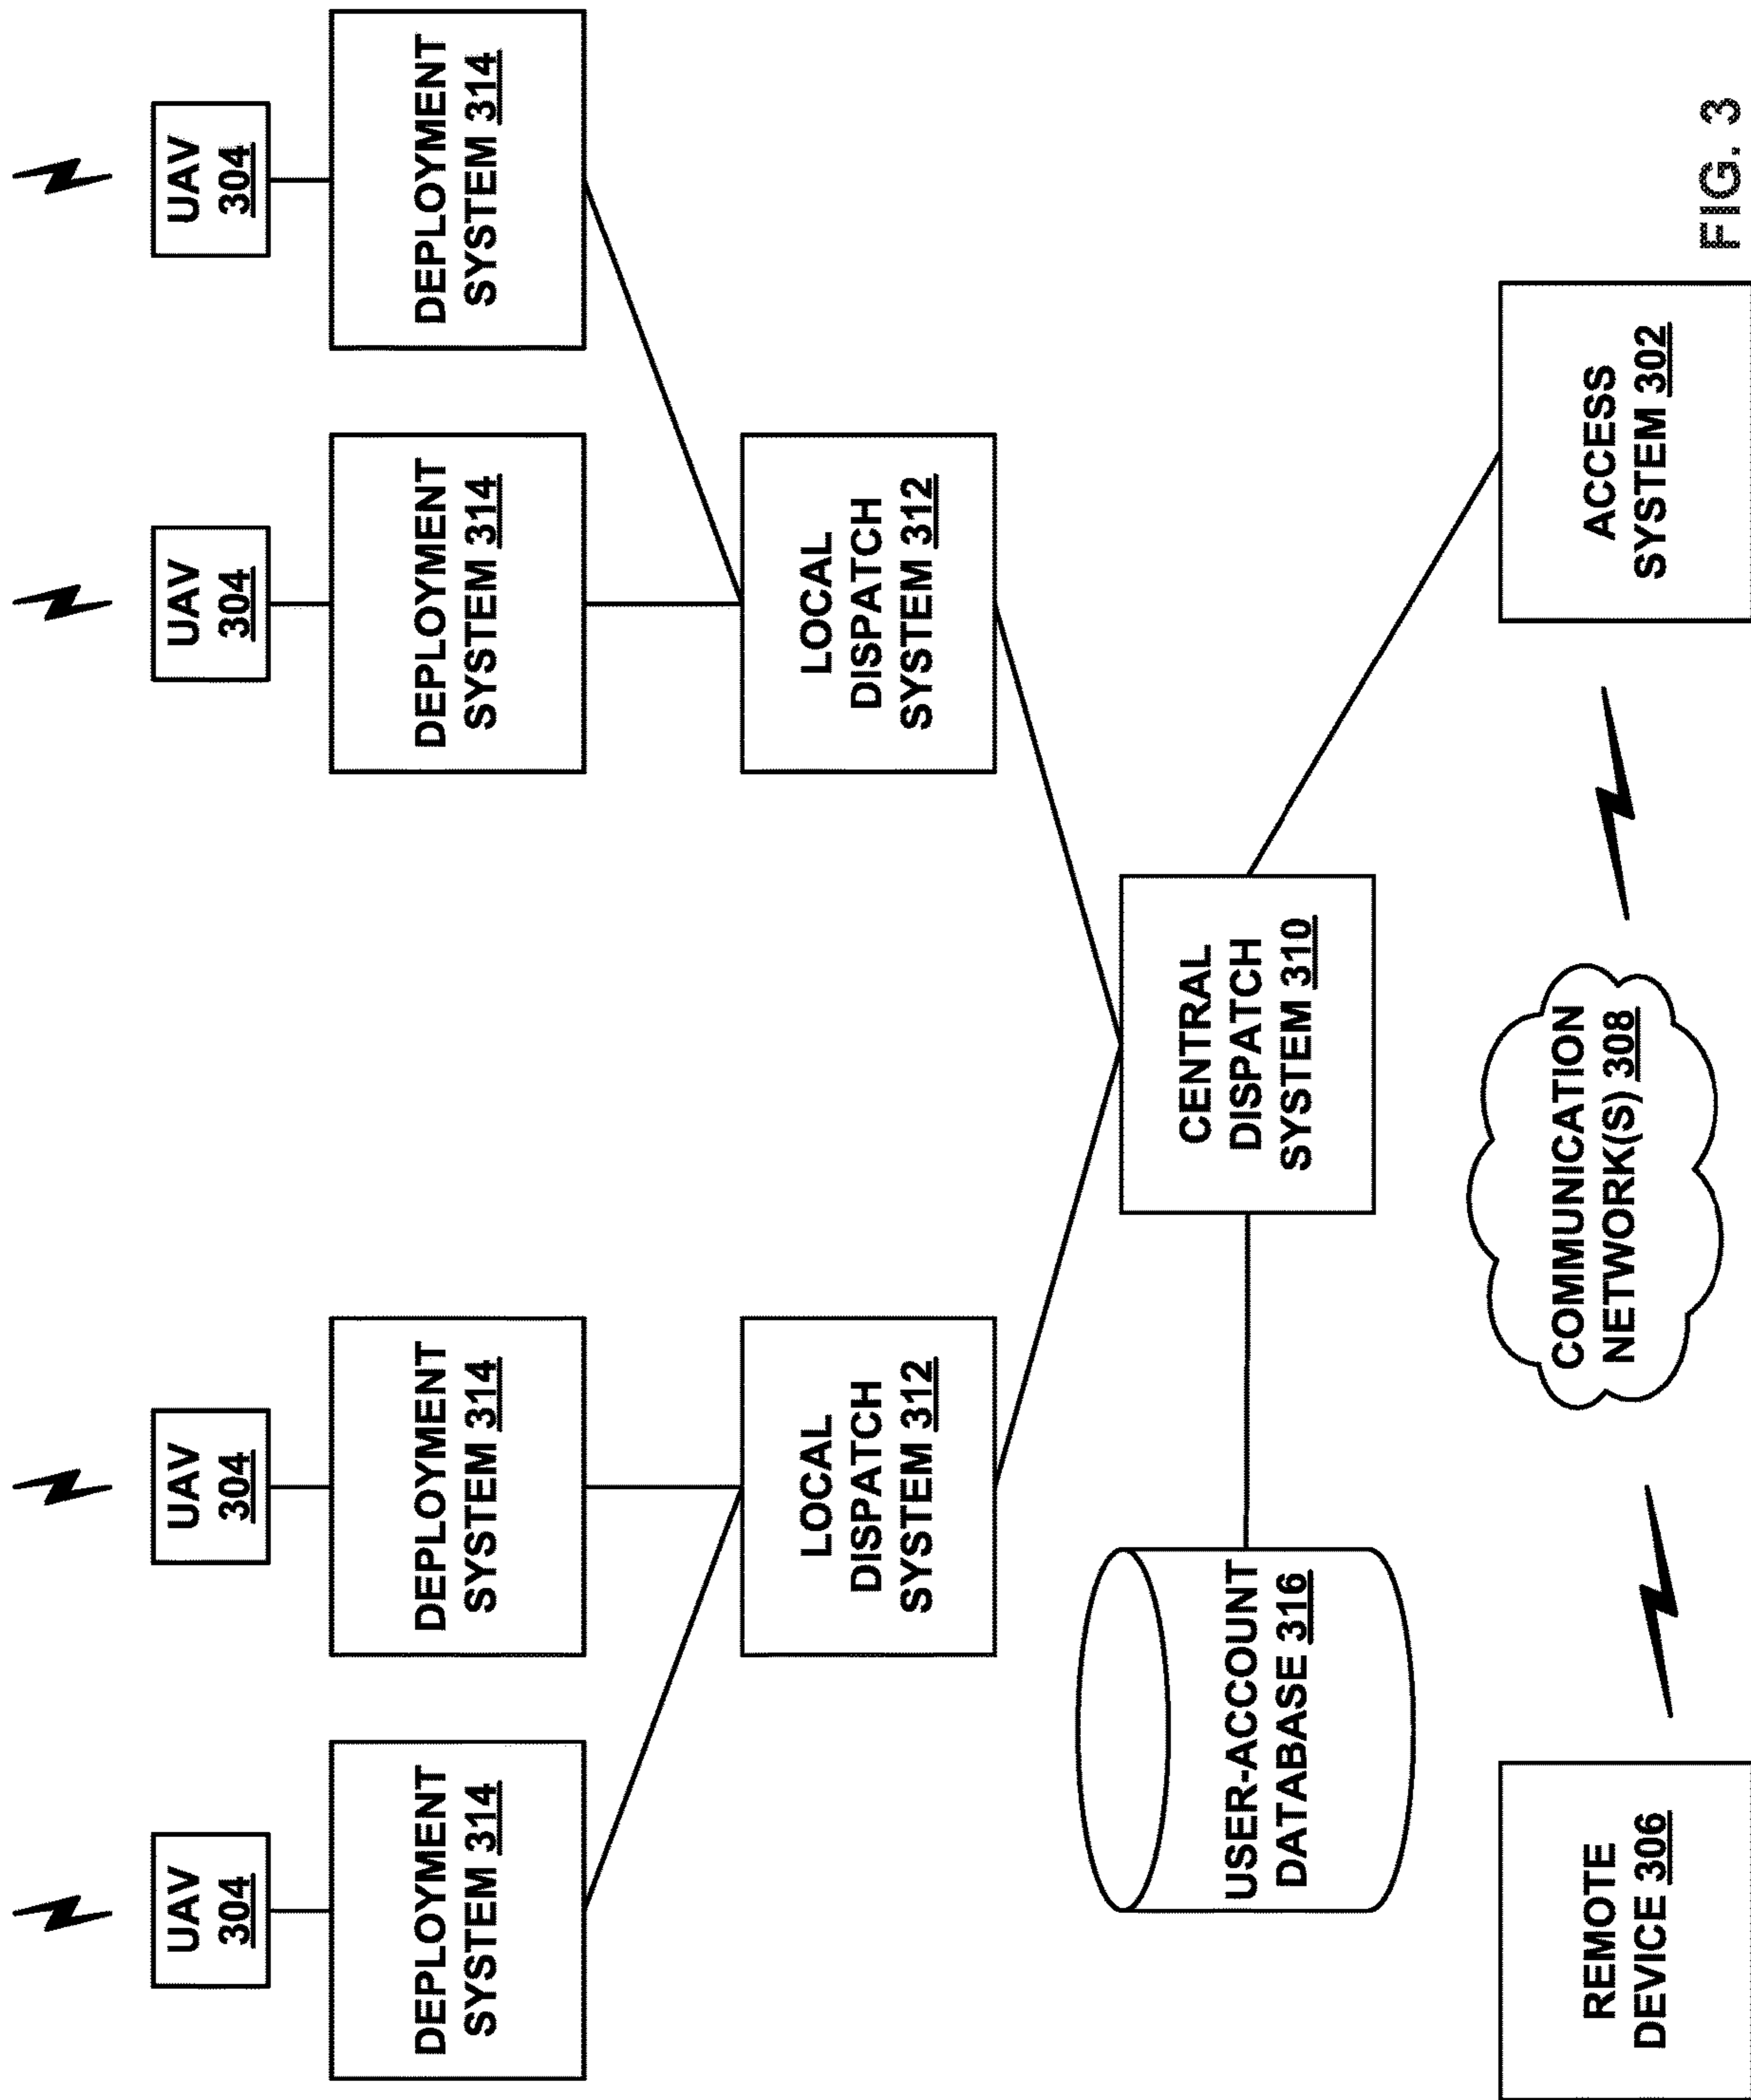 UAV
304
UAV
304
UAV
304
UAV
304
DEPLOYMENT
SYSTEM 314
DEPLOYMENT
SYSTEM 314
DEPLOYMENT
SYSTEM 314
DEPLOYMENT
SYSTEM 314
LOCAL
DISPATCH
SYSTEM 312
LOCAL
DISPATCH
SYSTEM 312
USER-ACCOUNT
DATABASE 316
CENTRAL
DISPATCH
SYSTEM 310
REMOTE
DEVICE 306
COMMUNICATION
NETWORK(S) 308
ACCESS
SYSTEM 302
FIG. 3